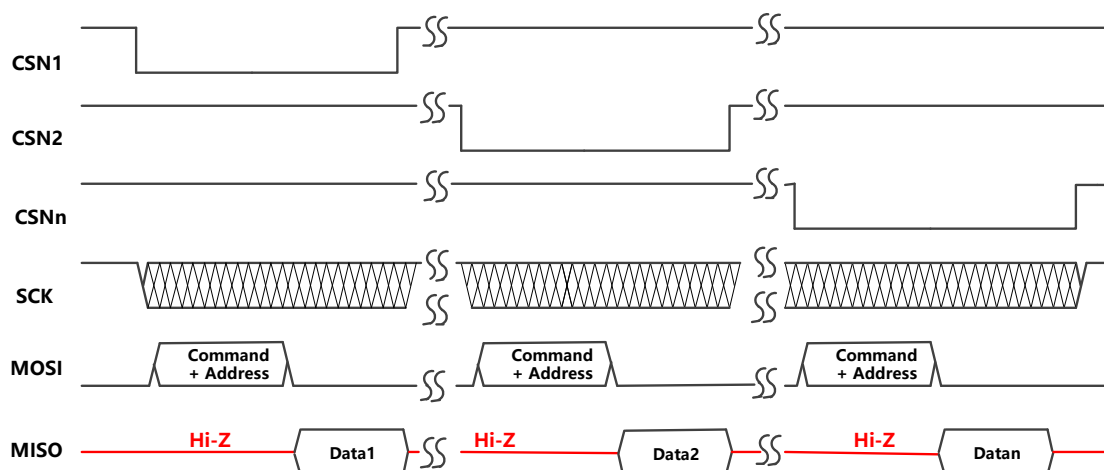 CSN1
CSN2
CSNn
SCK
MOSI
Command
+ Address
Command
+ Address
Command
+ Address
MISO
Hi-Z
Data1
Hi-Z
Data2
Hi-Z
Datan